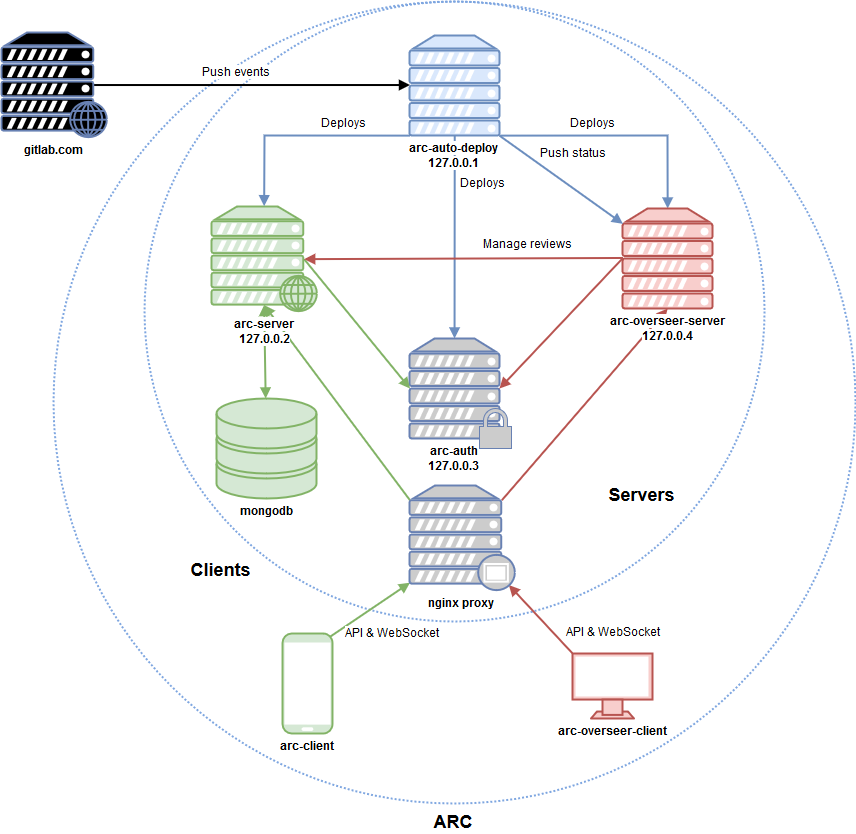 Push events
gitlab.com
arc-auto-deploy
127.0.0.1
Deploys
Deploys
Push status
Deploys
Manage reviews
arc-server
127.0.0.2
arc-overseer-server
127.0.0.4
arc-auth
127.0.0.3
mongodb
Servers
Clients
nginx proxy
API & WebSocket
API & WebSocket
arc-client
arc-overseer-client
ARC